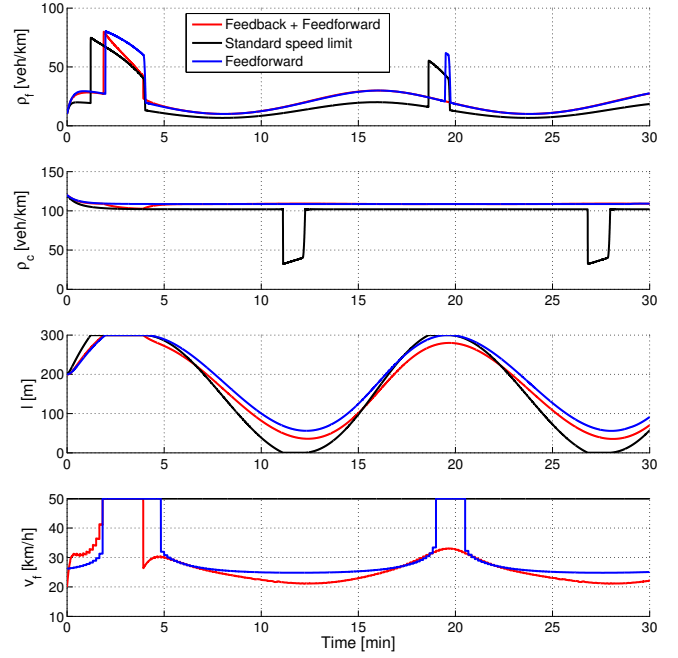 100
50
0
ρf [veh/km]
Feedback + Feedforward
Standard speed limit
Feedforward
0 5 10 15 20 25 30
150
100
50
0
ρc [veh/km]
0 5 10 15 20 25 30
300
200
100
0
l [m]
0 5 10 15 20 25 30
50
40
30
20
10
vf [km/h]
0 5 10 15 20 25 30
Time [min]